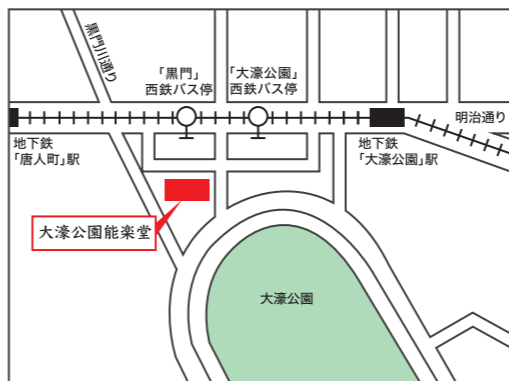 黒門川通り
「黒門」
西鉄バス停
「大濠公園」
西鉄バス停
明治通り
地下鉄
「唐人町」駅
地下鉄
「大濠公園」駅
大濠公園能楽堂
大濠公園